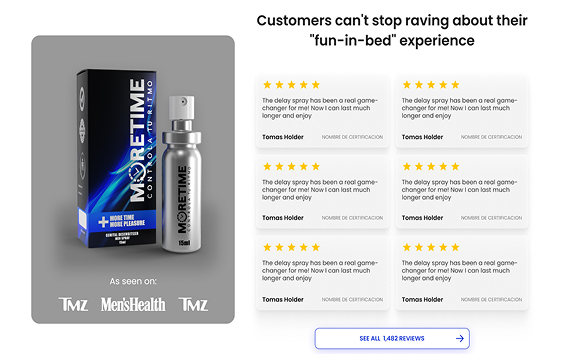 Customers can't stop raving about their
"fun-in-bed" experience
MORETIME
CONTROLA TU RITMO
+ MORE TIME
MORE PLEASURE
GENITAL DESENSITIZER
MED SPRAY
15ml
MORETIME
15ml
As seen on:
TMZ Men'sHealth TMZ
The delay spray has been a real game-
changer for me! Now I can last much
longer and enjoy
Tomas Holder NOMBRE DE CERTIFICACION
The delay spray has been a real game-
changer for me! Now I can last much
longer and enjoy
Tomas Holder NOMBRE DE CERTIFICACION
The delay spray has been a real game-
changer for me! Now I can last much
longer and enjoy
Tomas Holder NOMBRE DE CERTIFICACION
The delay spray has been a real game-
changer for me! Now I can last much
longer and enjoy
Tomas Holder NOMBRE DE CERTIFICACION
The delay spray has been a real game-
changer for me! Now I can last much
longer and enjoy
Tomas Holder NOMBRE DE CERTIFICACION
The delay spray has been a real game-
changer for me! Now I can last much
longer and enjoy
Tomas Holder NOMBRE DE CERTIFICACION
SEE ALL 1,482 REVIEWS